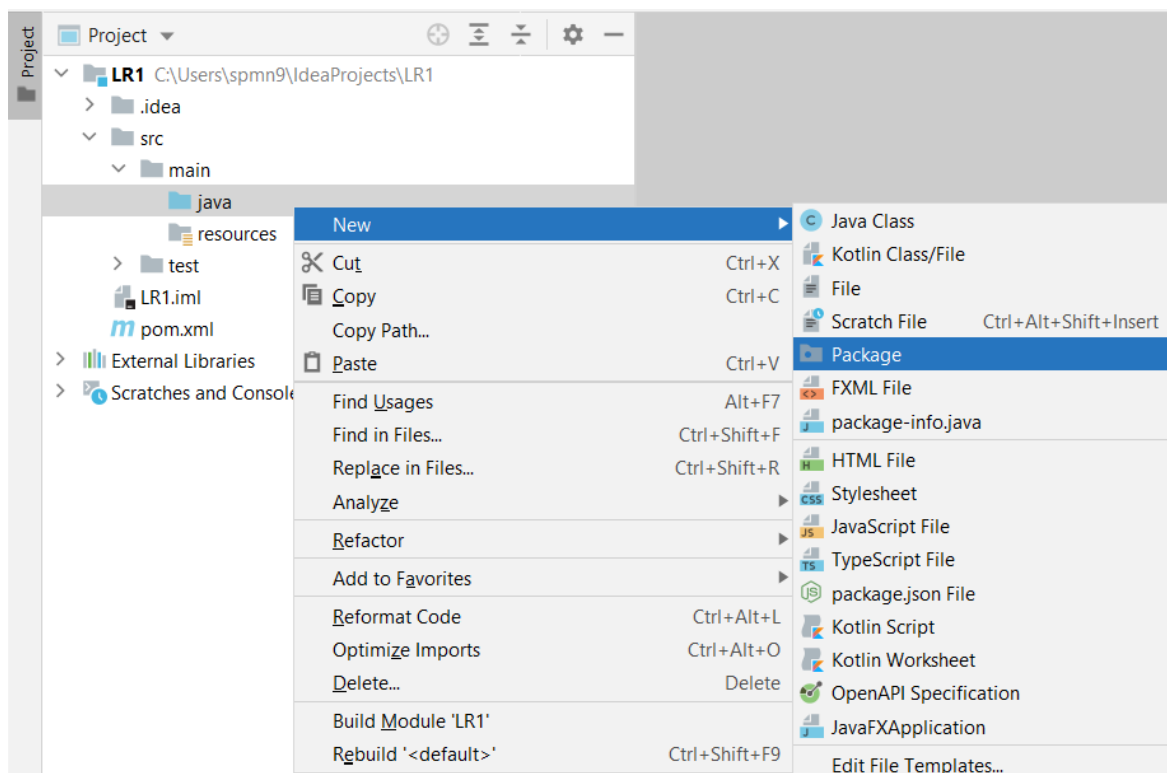 Project
Project
LR1 C:\Users\spmn9\IdeaProjects\LR1
.idea
src
main
java
resources
test
LR1.iml
m pom.xml
External Libraries
Scratches and Console
New
Cut Ctrl+X
Copy Ctrl+C
Copy Path...
Paste Ctrl+V
Find Usages Alt+F7
Find in Files... Ctrl+Shift+F
Replace in Files... Ctrl+Shift+R
Analyze
Refactor
Add to Favorites
Reformat Code Ctrl+Alt+L
Optimize Imports Ctrl+Alt+O
Delete... Delete
Build Module 'LR1'
Rebuild '<default>' Ctrl+Shift+F9
C Java Class
Kotlin Class/File
File
Scratch File Ctrl+Alt+Shift+Insert
Package
<> FXML File
J package-info.java
H HTML File
CSS Stylesheet
JS JavaScript File
TS TypeScript File
JS package.json File
Kotlin Script
Kotlin Worksheet
OpenAPI Specification
J JavaFXApplication
Edit File Templates...